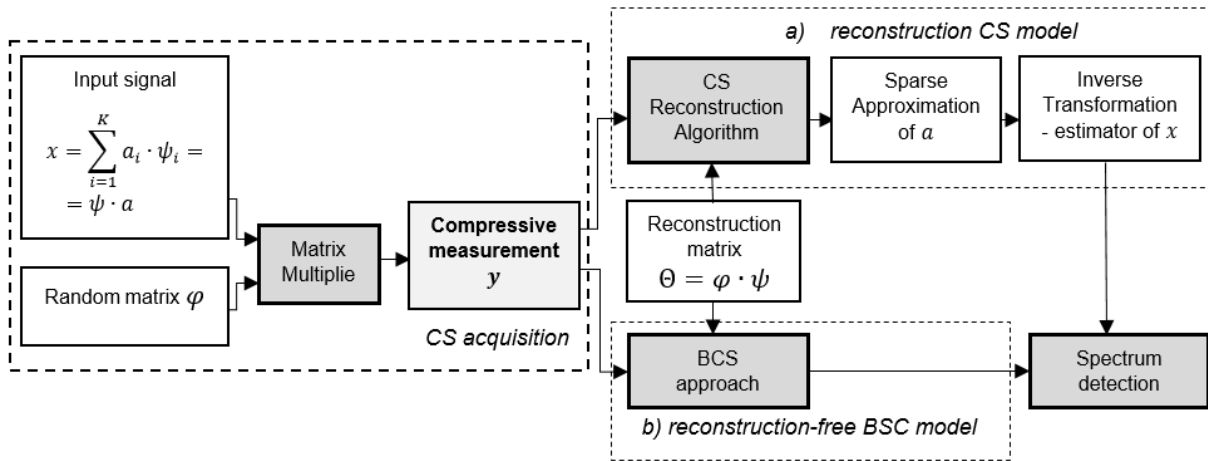 Input signal
x = ∑_{i=1}^{K} a_i · ψ_i =
= ψ · a
Random matrix φ
Matrix
Multiplie
Compressive
measurement
y
CS acquisition
a) reconstruction CS model
CS
Reconstruction
Algorithm
Sparse
Approximation
of a
Inverse
Transformation
- estimator of x
Reconstruction
matrix
Θ = φ · ψ
BCS
approach
b) reconstruction-free BSC model
Spectrum
detection